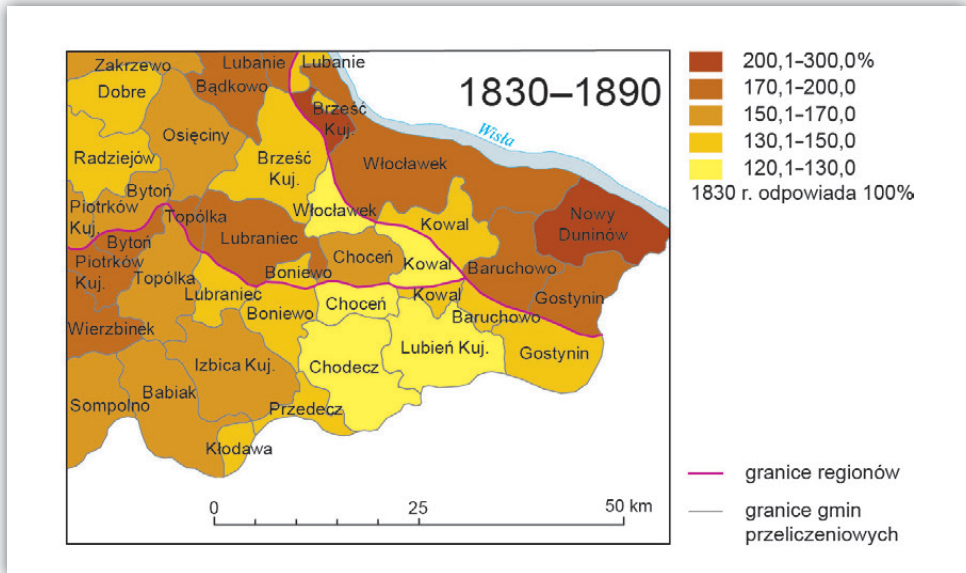 Zakrzewo
Lubanie
Lubanie
Dobre
Bądkowo
1830–1890
Brześć
Kuj.
Osięciny
Wisła
Radziejów
Brześć
Kuj.
Włocławek
Bytoń
Piotrków
Kuj.
Topólka
Włocławek
Kowal
Nowy
Duninów
Bytoń
Lubraniec
Piotrków
Kuj.
Topólka
Boniewo
Choceń
Kowal
Baruchowo
Lubraniec
Boniewo
Choceń
Kowal
Gostynin
Wierzbinek
Baruchowo
Izbica Kuj.
Chodecz
Lubień Kuj.
Gostynin
Sompolno
Babiak
Przedecz
Kłodawa
200,1–300,0%
170,1–200,0
150,1–170,0
130,1–150,0
120,1–130,0
1830 r. odpowiada 100%
granice regionów
granice gmin
przeliczeniowych
0 25 50 km